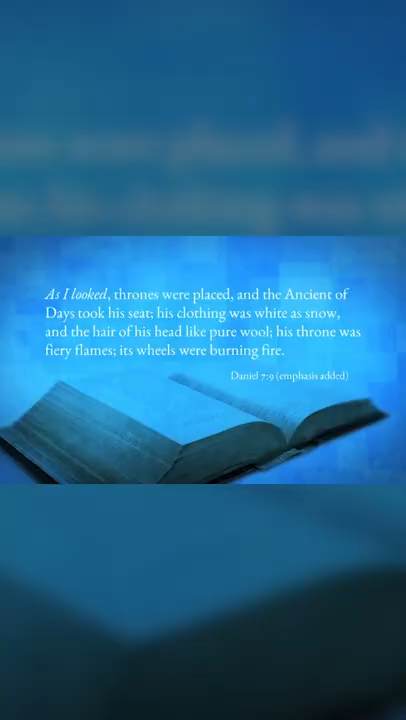 As I looked, thrones were placed, and the Ancient of
Days took his seat; his clothing was white as snow,
and the hair of his head like pure wool; his throne was
fiery flames; its wheels were burning fire.
Daniel 7:9 (emphasis added)